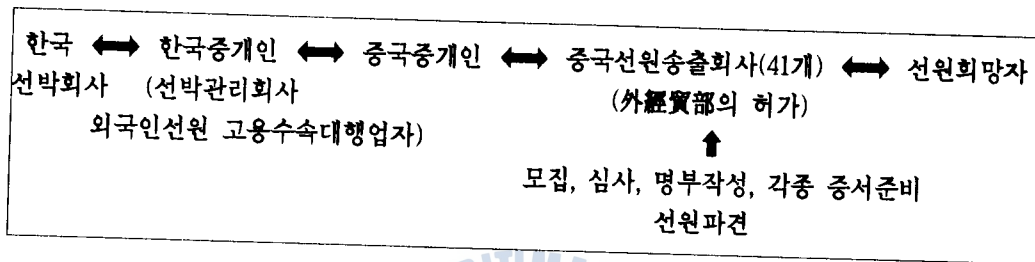 한국 ⬌ 한국중개인 ⬌ 중국중개인 ⬌ 중국선원송출회사(41개) ⬌ 선원희망자
선박회사 (선박관리회사 (外經貿部의 허가)
외국인선원 고용수속대행업자)
모집, 심사, 명부작성, 각종 증서준비
선원파견